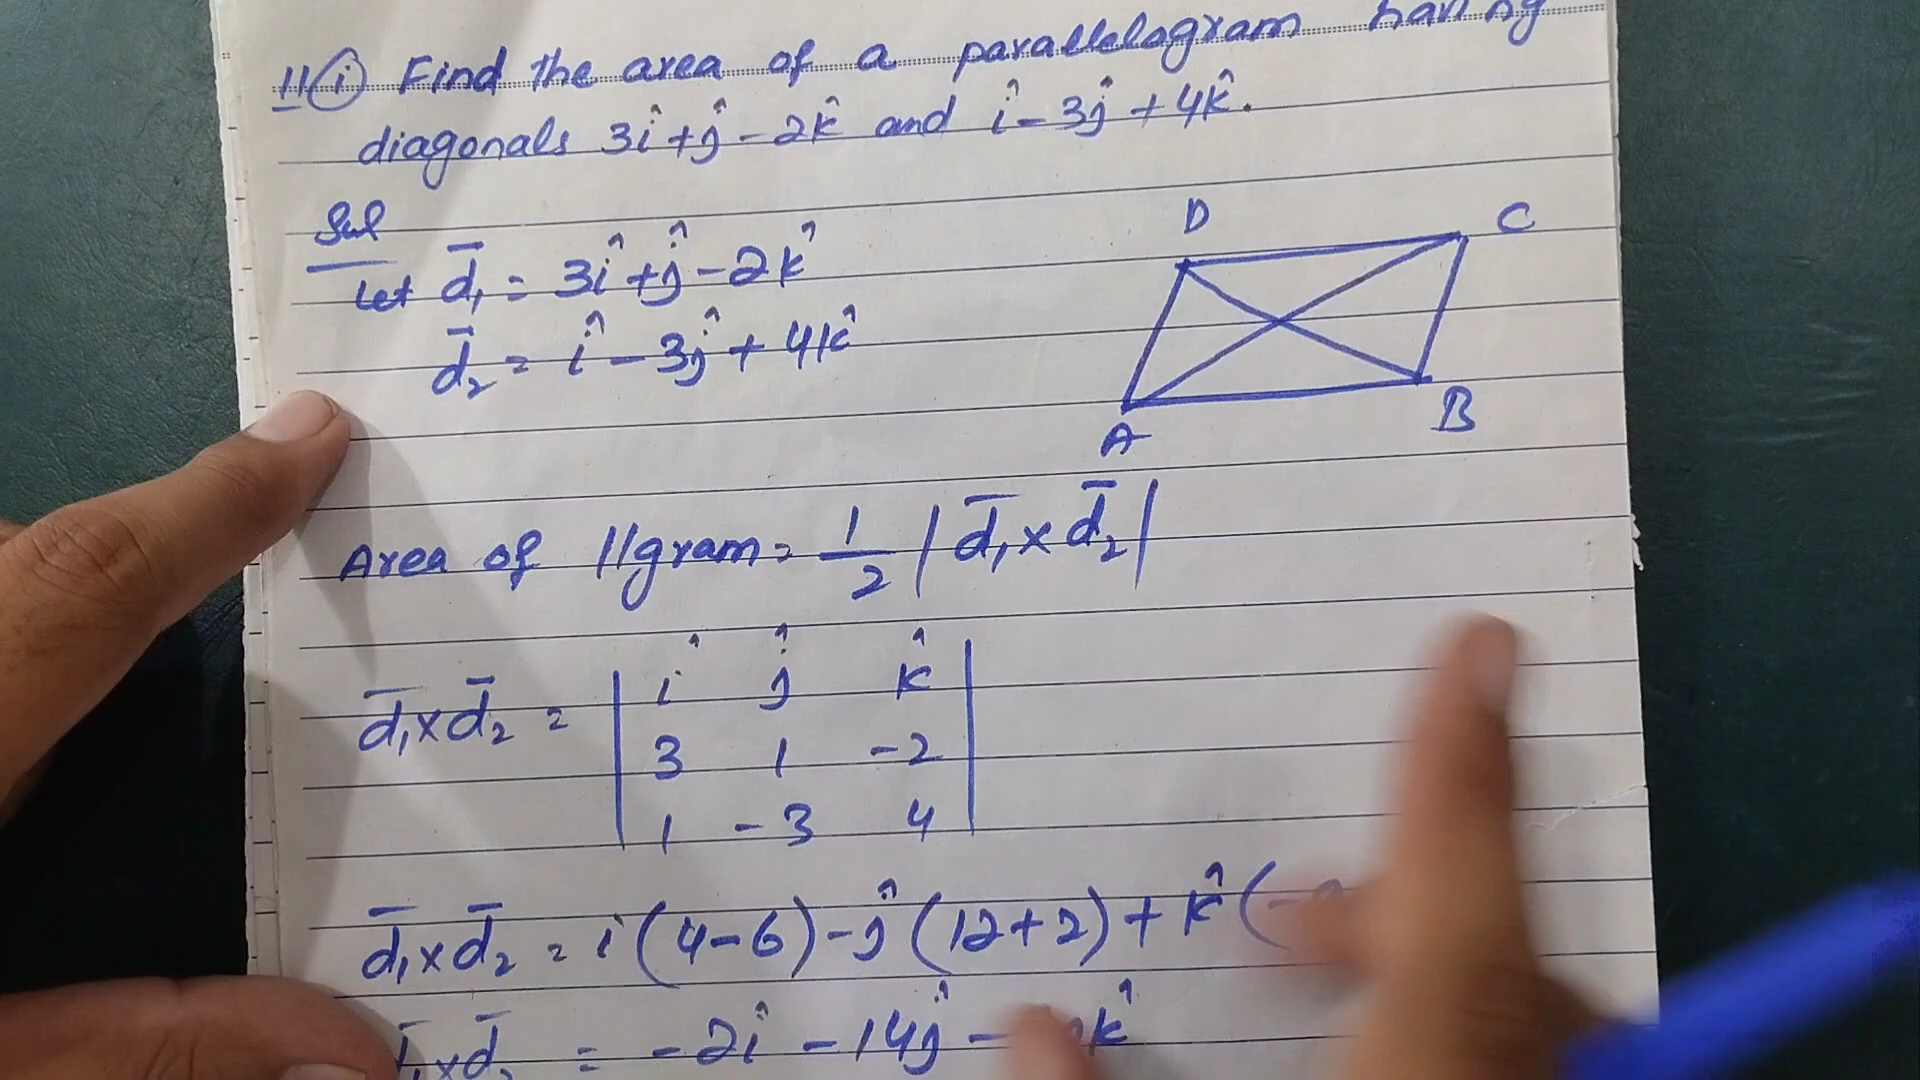 11 (i) Find the area of a parallelogram having
diagonals 3î+ĵ-2k̂ and î-3ĵ+4k̂.
Sol
Let d̄₁ = 3î+ĵ-2k̂
d̄₂ = î-3ĵ+4k̂
D C
A B
Area of llgram = 1/2 |d̄₁×d̄₂|
d̄₁×d̄₂ = | î ĵ k̂ |
3 1 -2
1 -3 4
d̄₁×d̄₂ = i(4-6)-ĵ(12+2)+k̂(-
×d̄₂ = -2î-14ĵ- k̂